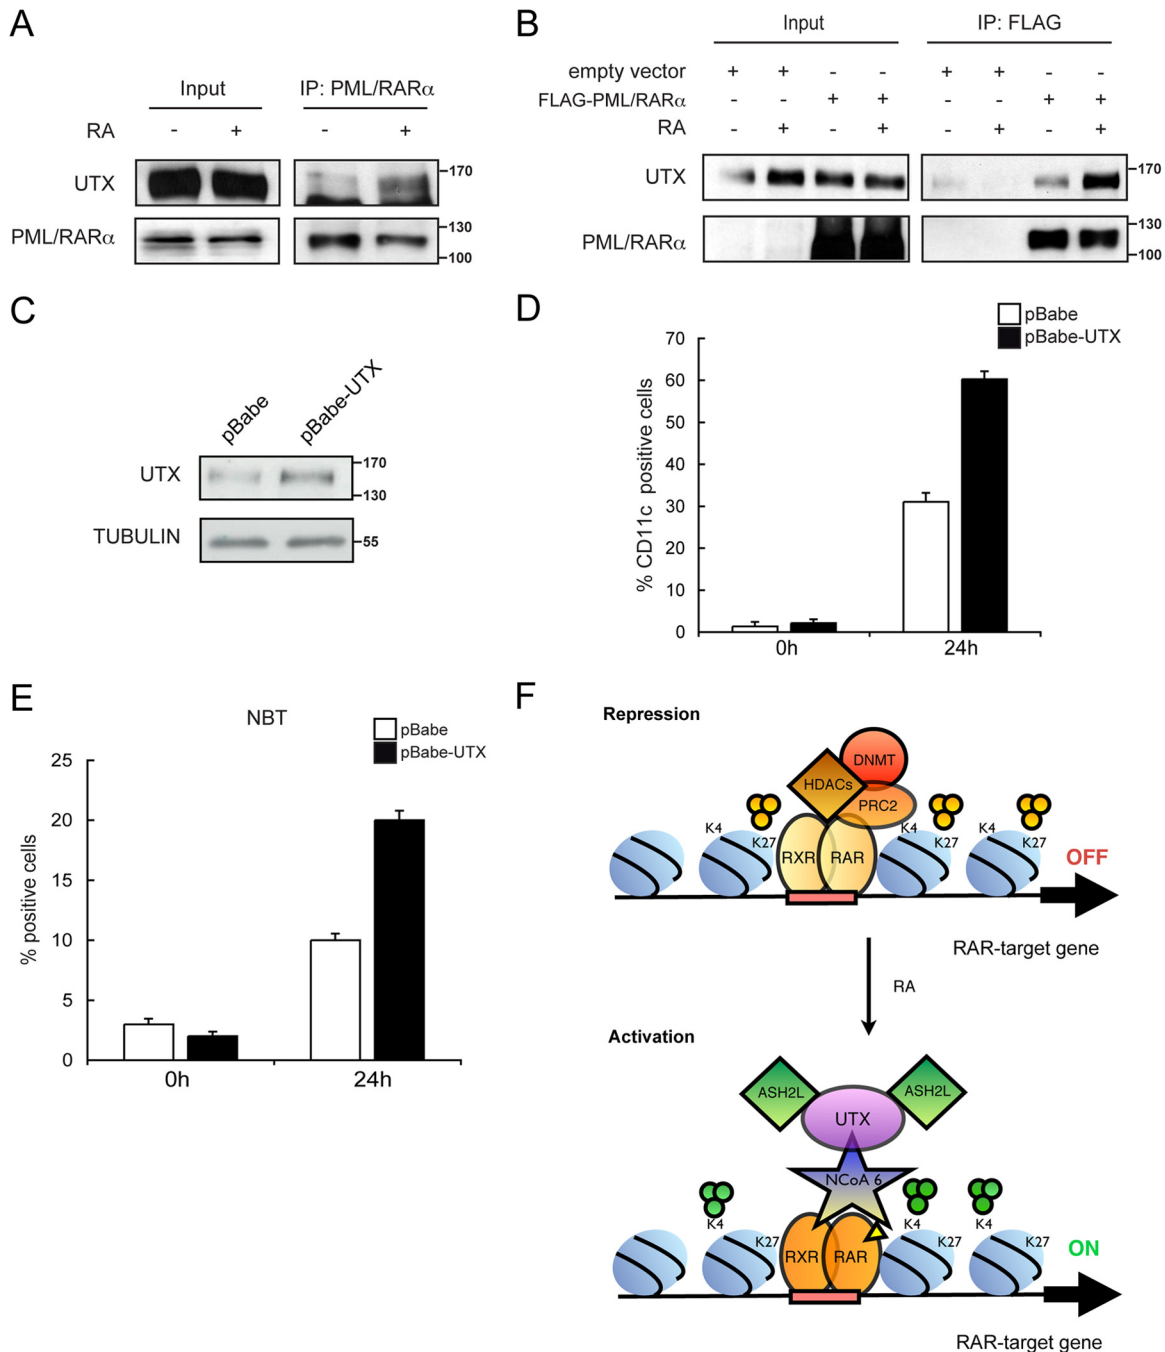 A
Input
IP: PML/RARα
RA
-
+
-
+
UTX
170
PML/RARα
130
100
B
Input
IP: FLAG
empty vector
+ + - - + + - -
FLAG-PML/RARα
- - + + - - + +
RA
- + - + - + - +
UTX
170
PML/RARα
130
100
C
pBabe
pBabe-UTX
UTX
170
130
TUBULIN
55
D
pBabe
pBabe-UTX
% CD11c positive cells
70
60
50
40
30
20
10
0
0h
24h
E
NBT
pBabe
pBabe-UTX
% positive cells
25
20
15
10
5
0
0h
24h
F
Repression
DNMT
HDACs
PRC2
K4
K27
RXR
RAR
K4
K27
K4
K27
OFF
RAR-target gene
RA
Activation
ASH2L
ASH2L
UTX
NCoA 6
K4
K27
RXR
RAR
K4
K27
K4
K27
ON
RAR-target gene